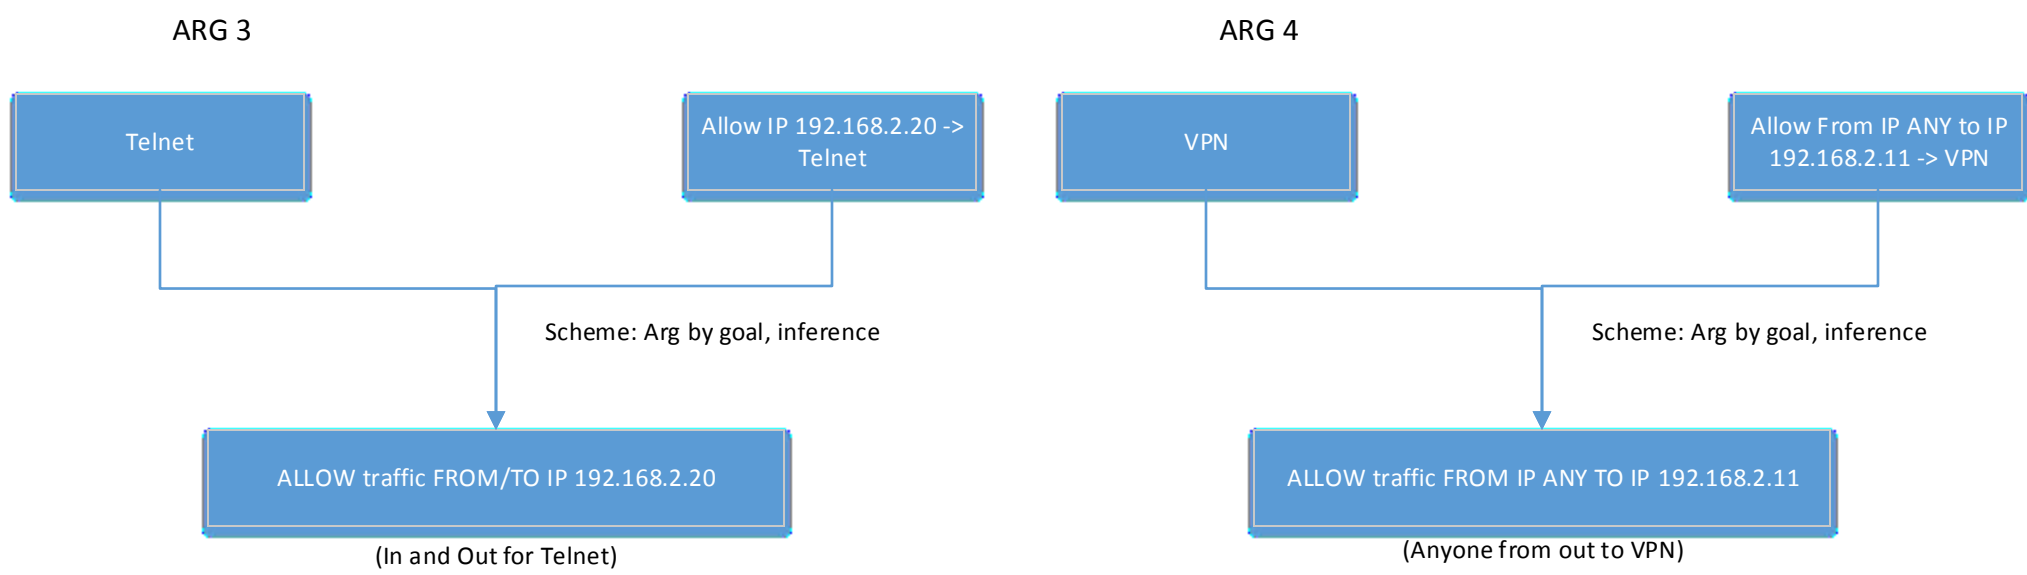 ARG 3
ARG 4
Telnet
Allow IP 192.168.2.20 ->
Telnet
VPN
Allow From IP ANY to IP
192.168.2.11 -> VPN
Scheme: Arg by goal, inference
Scheme: Arg by goal, inference
ALLOW traffic FROM/TO IP 192.168.2.20
ALLOW traffic FROM IP ANY TO IP 192.168.2.11
(In and Out for Telnet)
(Anyone from out to VPN)